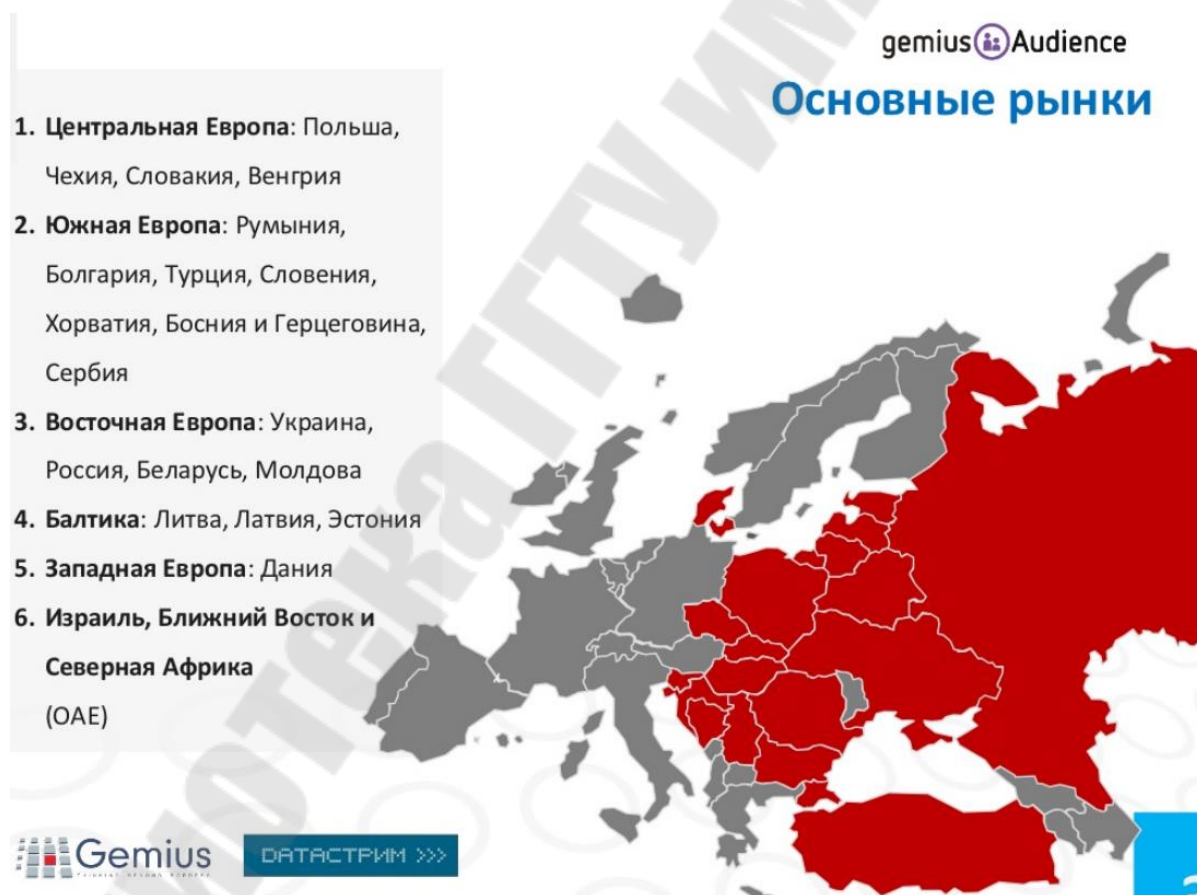 gemius Audience
Основные рынки
1. Центральная Европа: Польша,
Чехия, Словакия, Венгрия
2. Южная Европа: Румыния,
Болгария, Турция, Словения,
Хорватия, Босния и Герцеговина,
Сербия
3. Восточная Европа: Украина,
Россия, Беларусь, Молдова
4. Балтика: Литва, Латвия, Эстония
5. Западная Европа: Дания
6. Израиль, Ближний Восток и
Северная Африка
(ОАЕ)
Gemius
DАТАСТРИМ >>>